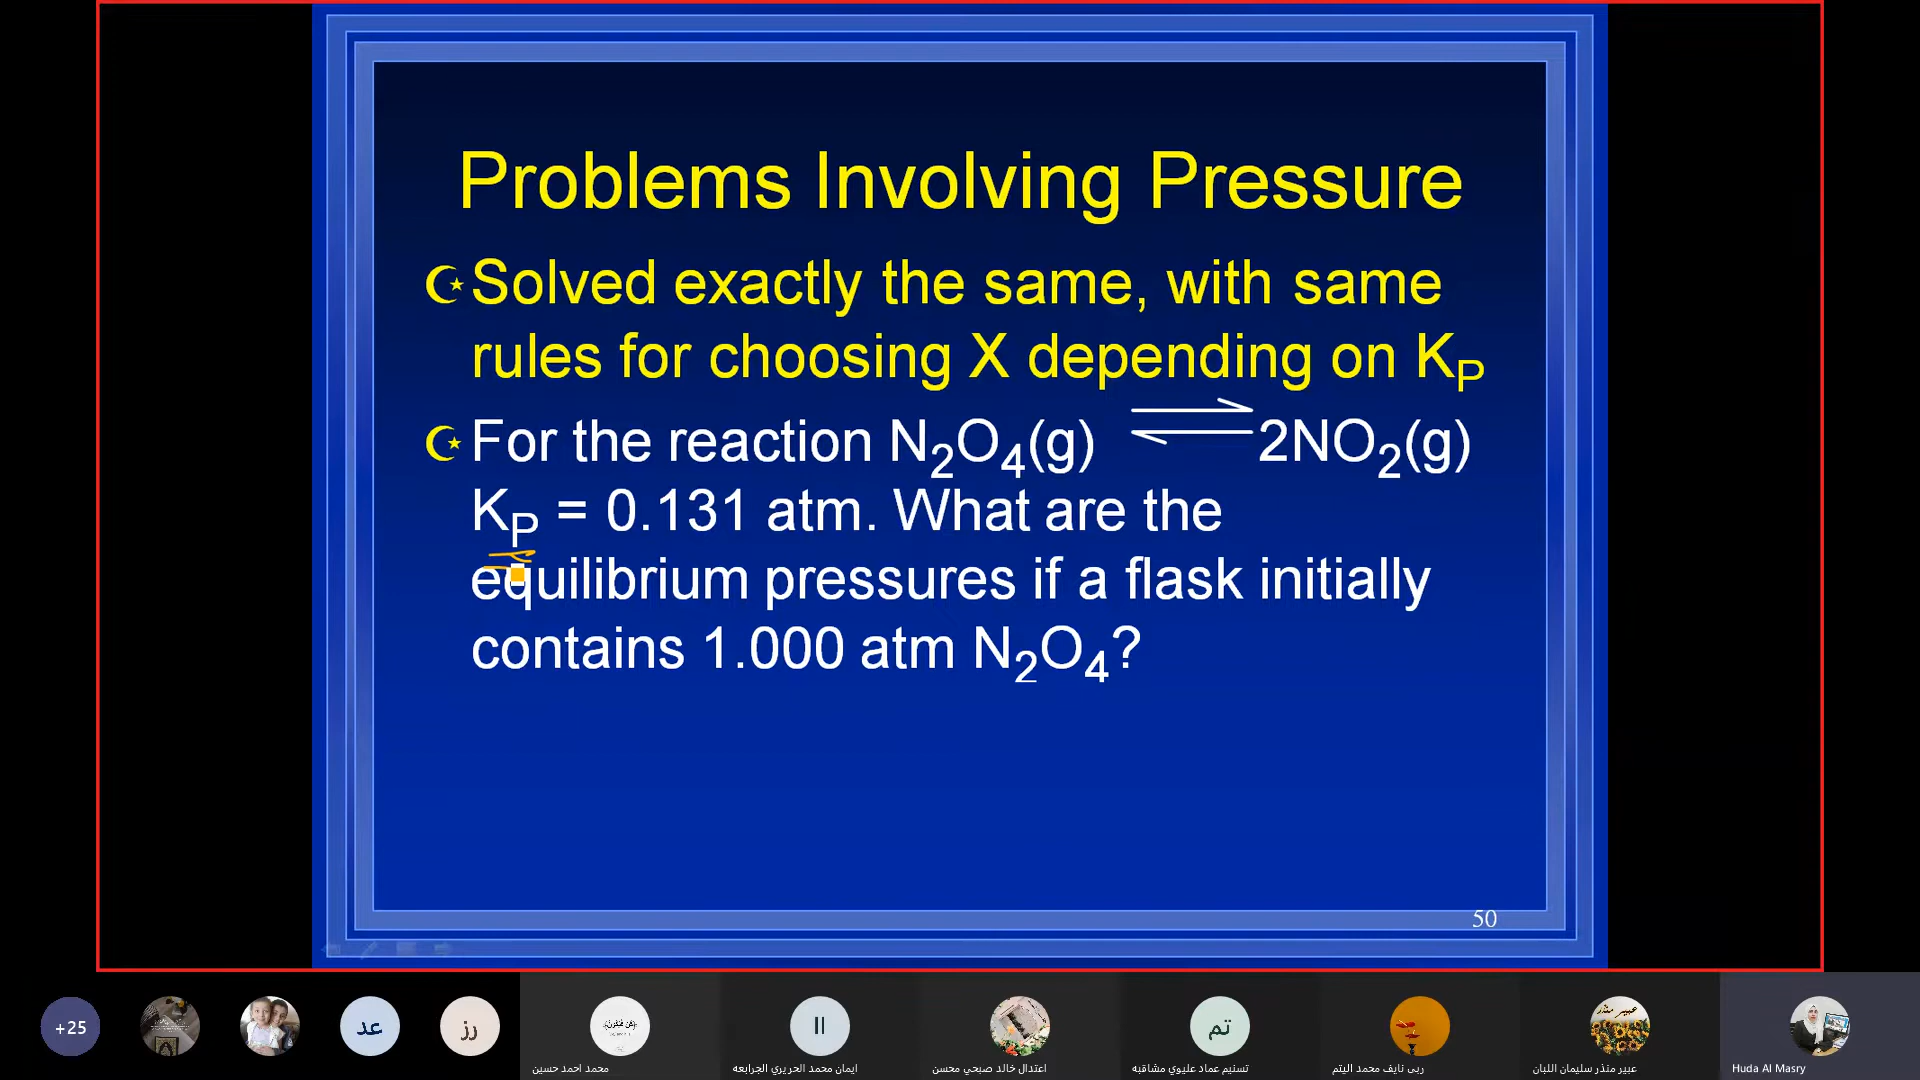 Problems Involving Pressure
Solved exactly the same, with same
rules for choosing X depending on KP
For the reaction N2O4(g) ⇌ 2NO2(g)
KP = 0.131 atm. What are the
equilibrium pressures if a flask initially
contains 1.000 atm N2O4?
50
+25
عد
رز
اا
تم
محمد احمد حسين
ايمان محمد الحريري الجرابعه
اعتدال خالد صبحي محسن
تسنيم عماد عليوي مشاقبه
ربى نايف محمد اليتم
عبير منذر سليمان اللبان
Huda Al Masry